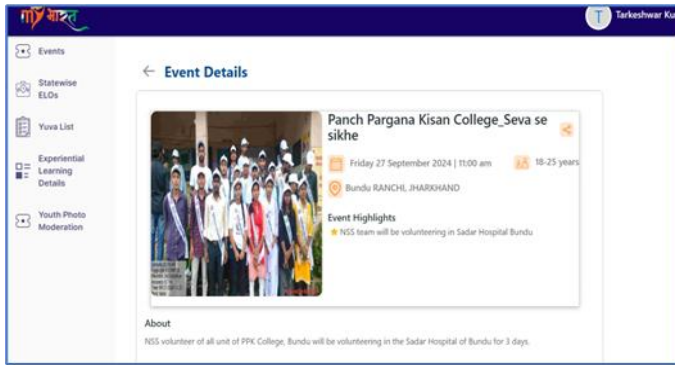 my भारत
T Tarkeshwar Ku
Events
Statewise
ELOs
Yuva List
Experiential
Learning
Details
Youth Photo
Moderation
← Event Details
Panch Pargana Kisan College_Seva se
sikhe
Friday 27 September 2024 | 11:00 am
18-25 years
Bundu RANCHI, JHARKHAND
Event Highlights
NSS team will be volunteering in Sadar Hospital Bundu
About
NSS volunteer of all unit of PPK College, Bundu will be volunteering in the Sadar Hospital of Bundu for 3 days.